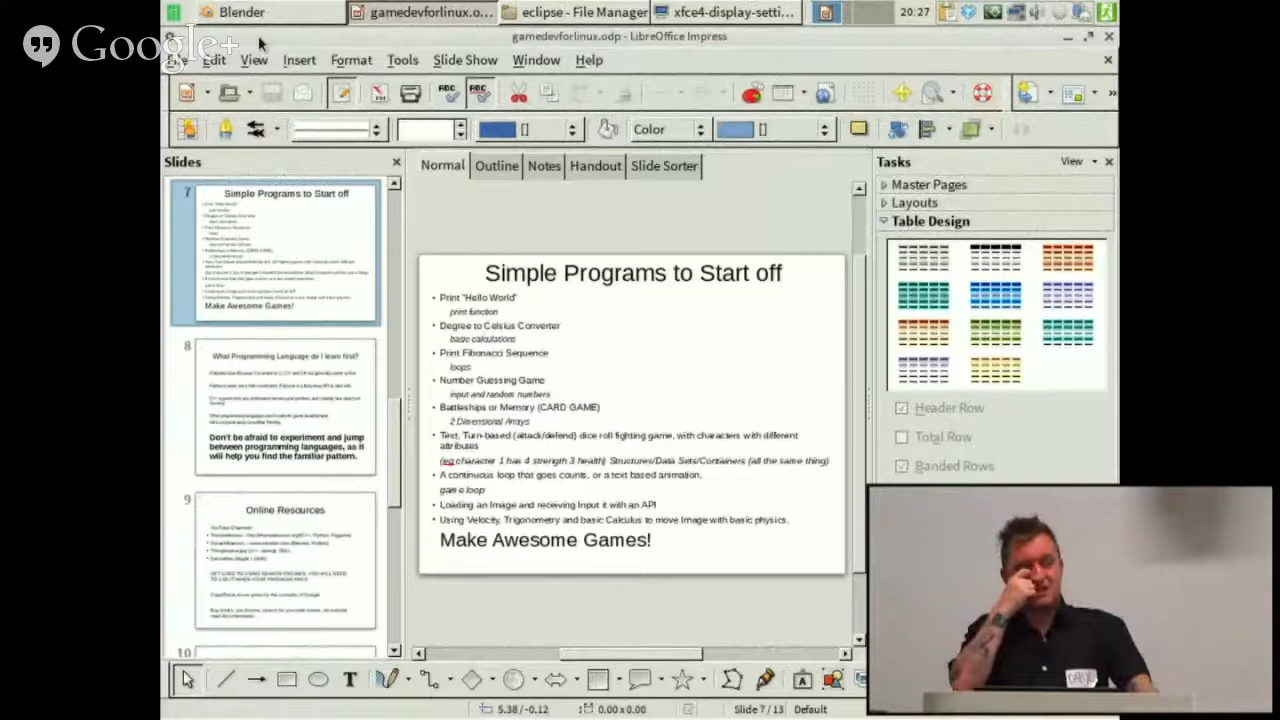 Blender
gamedevforlinux.o...
eclipse - File Manager
xfce4-display-setti...
20:27
Google+
gamedevforlinux.odp - LibreOffice Impress
File Edit View Insert Format Tools Slide Show Window Help
Color
Slides
Normal Outline Notes Handout Slide Sorter
Tasks
View
Master Pages
Layouts
Table Design
Header Row
Total Row
Banded Rows
7
Simple Programs to Start off
Make Awesome Games!
8
What Programming Language do I learn first?
Don't be afraid to experiment and jump
between programming languages, as it
will help you find the familiar pattern.
9
Online Resources
10
Simple Programs to Start off
• Print "Hello World"
print function
• Degree to Celsius Converter
basic calculations
• Print Fibonacci Sequence
loops
• Number Guessing Game
input and random numbers
• Battleships or Memory (CARD GAME)
2 Dimensional Arrays
• Text, Turn-based (attack/defend) dice roll fighting game, with characters with different
attributes
(eg character 1 has 4 strength 3 health) Structures/Data Sets/Containers (all the same thing)
• A continuous loop that goes counts, or a text based animation.
game loop
• Loading an Image and receiving Input it with an API
• Using Velocity, Trigonometry and basic Calculus to move Image with basic physics.
Make Awesome Games!
5.38 / -0.12
0.00 x 0.00
Slide 7 / 13
Default